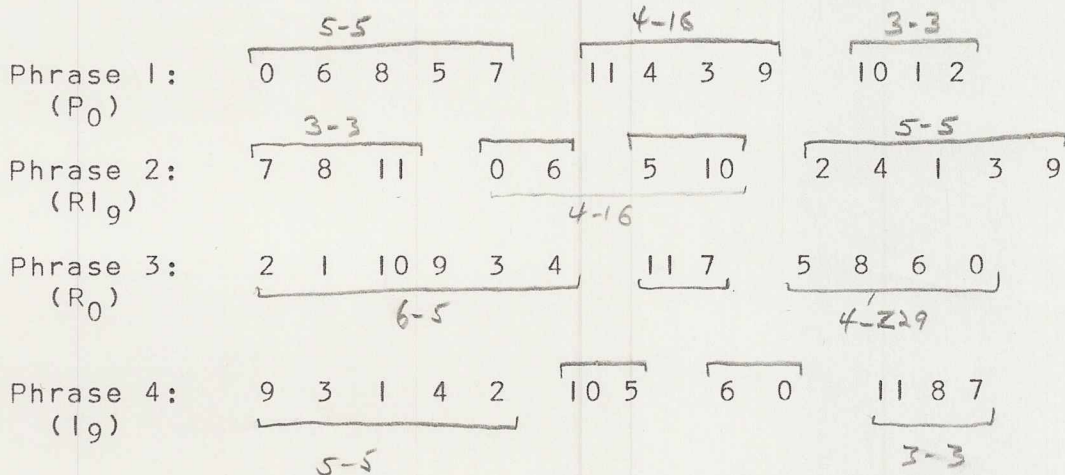 5-5 4-16 3-3
Phrase 1: 0 6 8 5 7 11 4 3 9 10 1 2
(P0)
3-3 5-5
Phrase 2: 7 8 11 0 6 5 10 2 4 1 3 9
(RI9)
4-16
Phrase 3: 2 1 10 9 3 4 11 7 5 8 6 0
(R0)
6-5 4-Z29
Phrase 4: 9 3 1 4 2 10 5 6 0 11 8 7
(I9)
5-5 3-3